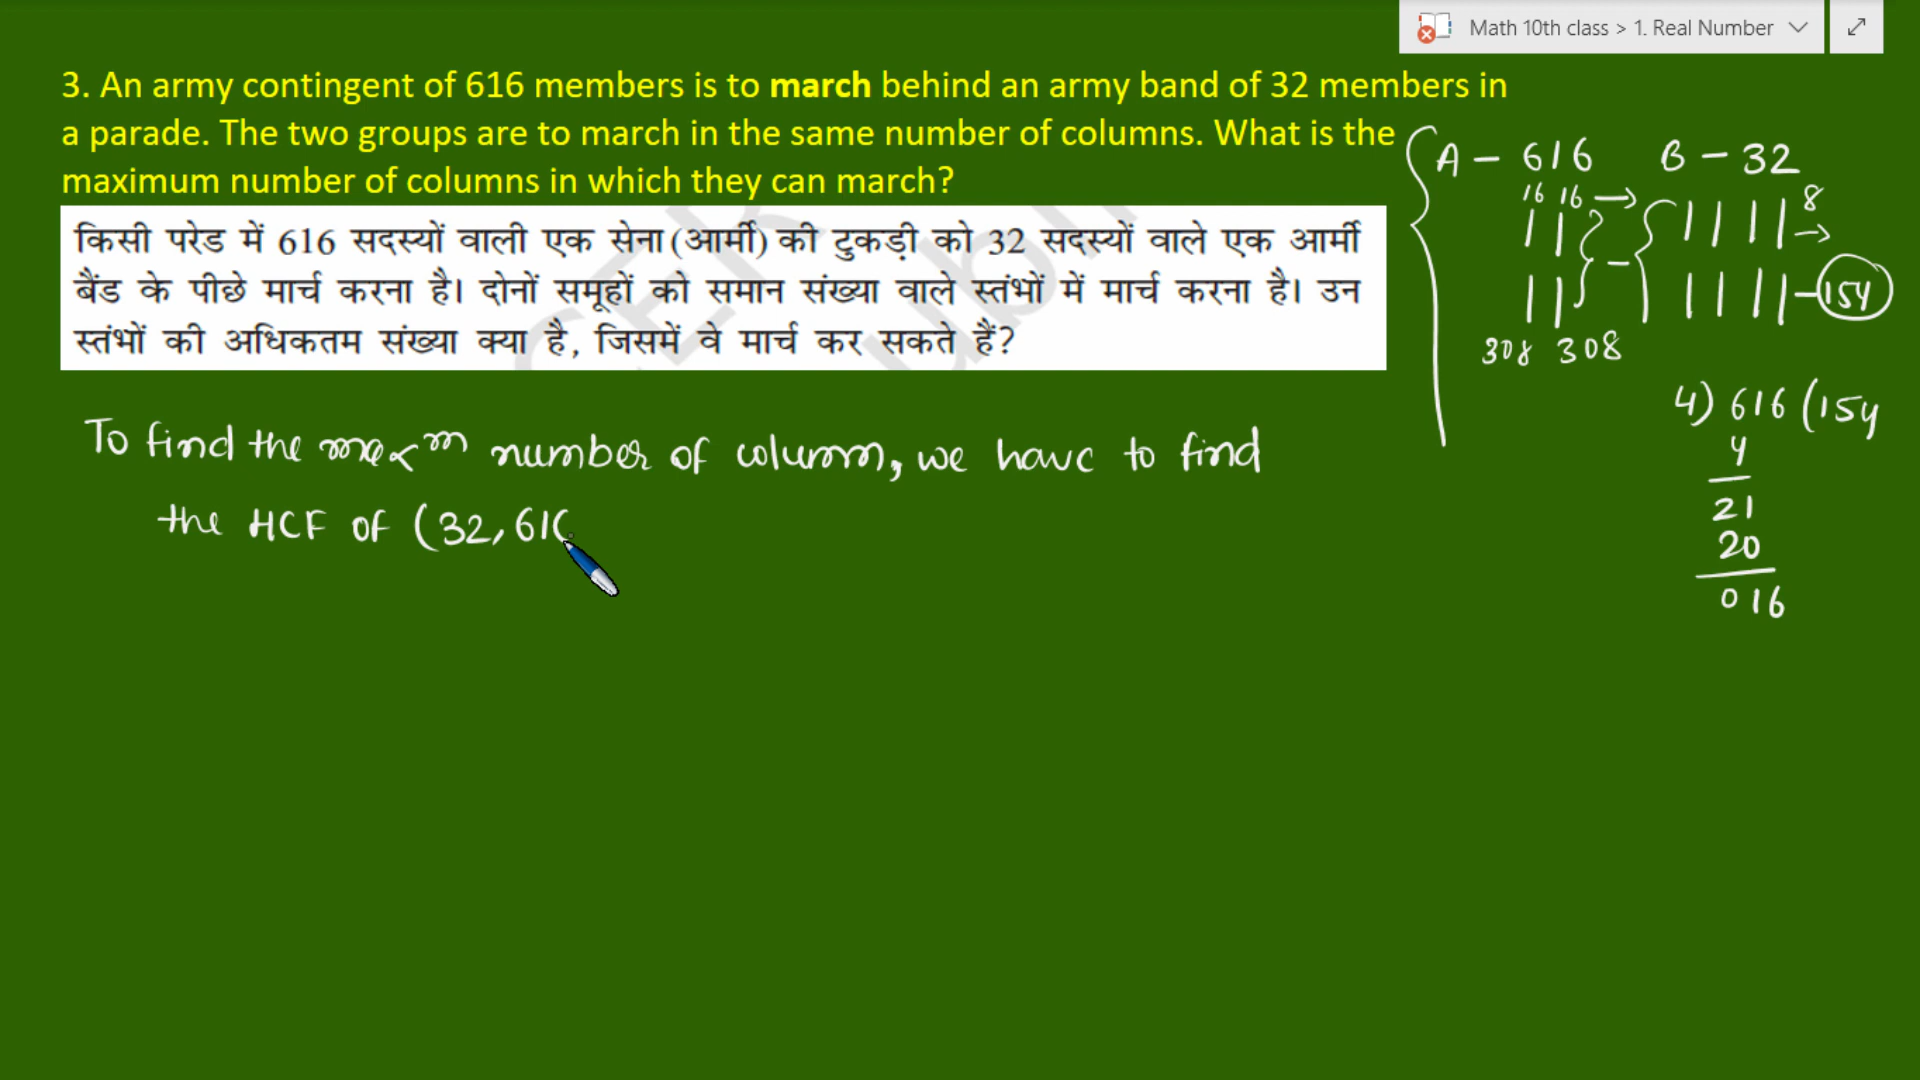 Math 10th class > 1. Real Number
3. An army contingent of 616 members is to march behind an army band of 32 members in
a parade. The two groups are to march in the same number of columns. What is the
maximum number of columns in which they can march?
किसी परेड में 616 सदस्यों वाली एक सेना (आर्मी) की टुकड़ी को 32 सदस्यों वाले एक आर्मी
बैंड के पीछे मार्च करना है। दोनों समूहों को समान संख्या वाले स्तंभों में मार्च करना है। उन
स्तंभों की अधिकतम संख्या क्या है, जिसमें वे मार्च कर सकते हैं?
A - 616 B - 32
16 16 → 8
154
308 308
4) 616 (154
4
21
20
016
To find the max^m number of column, we have to find
the HCF of (32, 616